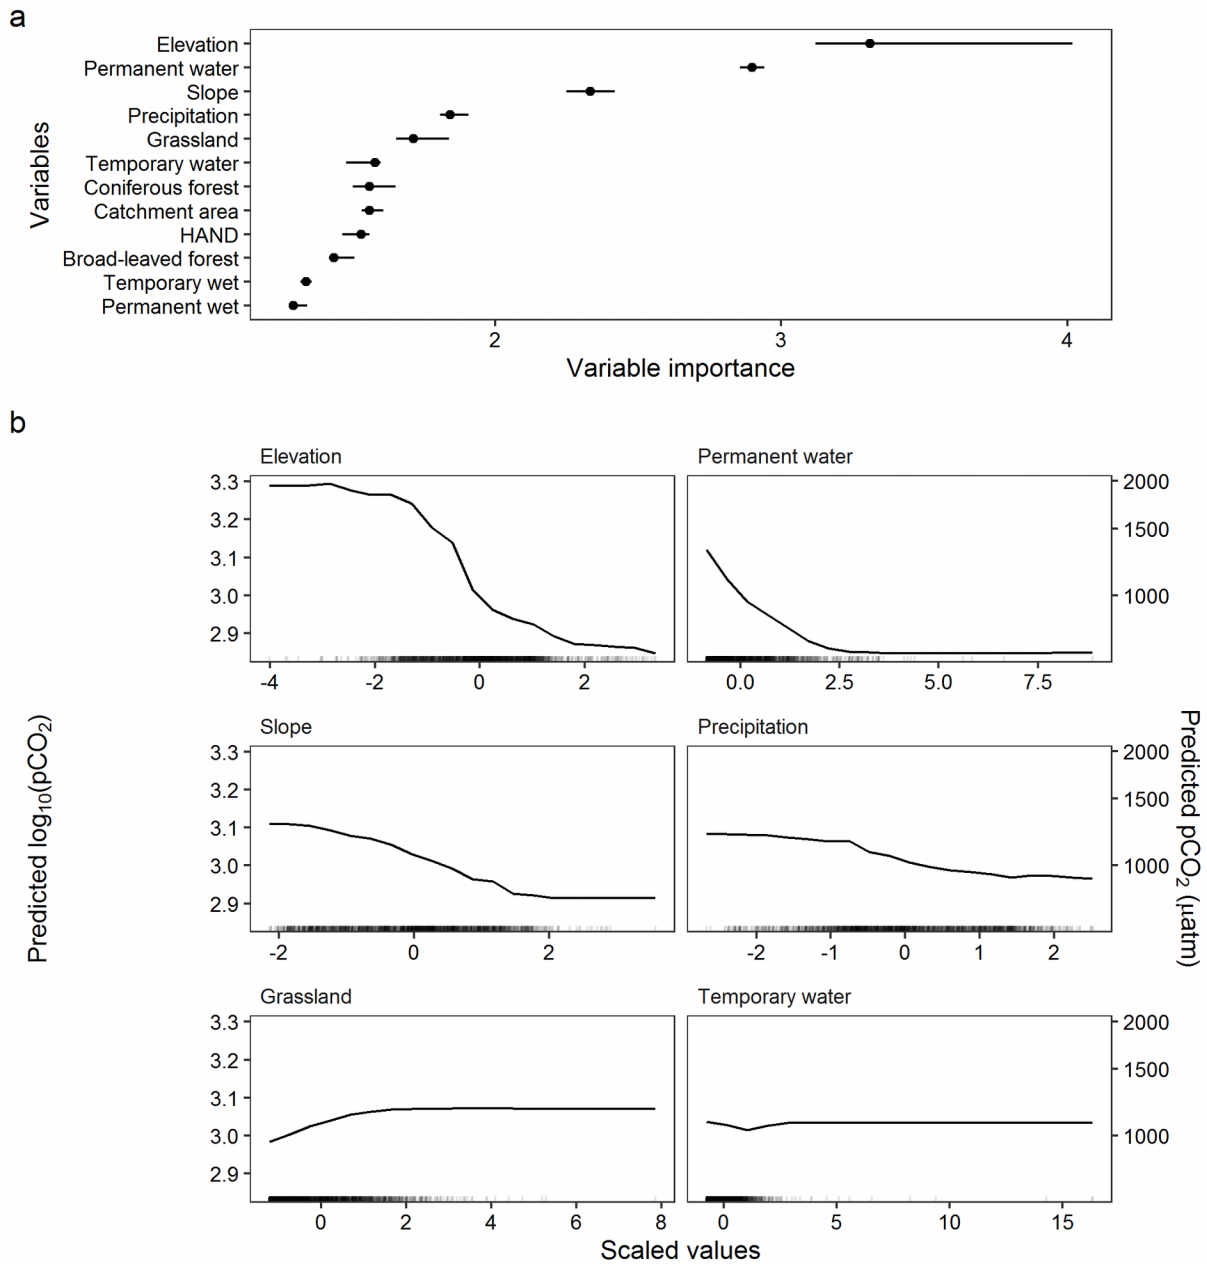 a
Elevation
Permanent water
Slope
Precipitation
Grassland
Temporary water
Coniferous forest
Catchment area
HAND
Broad-leaved forest
Temporary wet
Permanent wet
Variables
2 3 4
Variable importance
b
Elevation
3.3
3.2
3.1
3.0
2.9
-4 -2 0 2
Permanent water
2000
1500
1000
0.0 2.5 5.0 7.5
Slope
3.3
3.2
3.1
3.0
2.9
-2 0 2
Precipitation
2000
1500
1000
-2 -1 0 1 2
Grassland
3.3
3.2
3.1
3.0
2.9
0 2 4 6 8
Temporary water
2000
1500
1000
0 5 10 15
Predicted log₁₀(pCO₂)
Predicted pCO₂ (µatm)
Scaled values